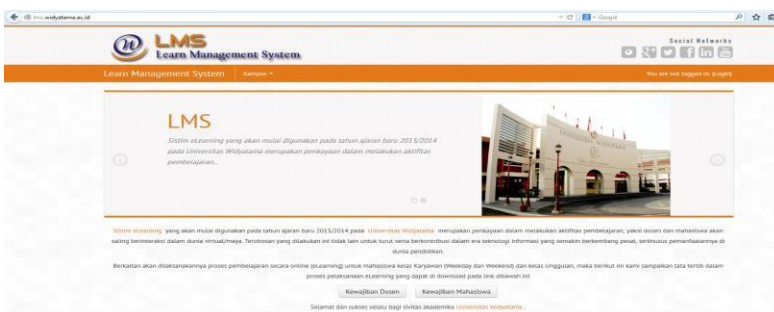 lms.widyatama.ac.id
Google
LMS
Learn Management System
Social Networks
Learn Management System
Kampus
You are not logged in. (Login)
LMS
Sistim eLearning yang akan mulai digunakan pada tahun ajaran baru 2013/2014
pada Universitas Widyatama merupakan penkayaan dalam melakukan aktifitas
pembelajaran..
UNIVERSITAS WIDYATAMA
Sistim eLearning yang akan mulai digunakan pada tahun ajaran baru 2013/2014 pada Universitas Widyatama merupakan penkayaan dalam melakukan aktifitas pembelajaran, yakni dosen dan mahasiswa akan
saling berinteraksi dalam dunia virtual/maya. Terobosan yang dilakukan ini tidak lain untuk turut serta berkontribusi dalam era teknologi informasi yang semakin berkembang pesat, terkhusus pemanfaatannya di
dunia pendidikan.
Berkaitan akan dilaksanakannya proses pembelajaran secara online (eLearning) untuk mahasiswa kelas Karyawan (Weekday dan Weekend) dan kelas Unggulan, maka berikut ini kami sampaikan tata tertib dalam
proses pelaksanaan eLearning yang dapat di download pada link dibawah ini
Kewajiban Dosen
Kewajiban Mahasiswa
Selamat dan sukses selalu bagi civitas akademika Universitas Widyatama .